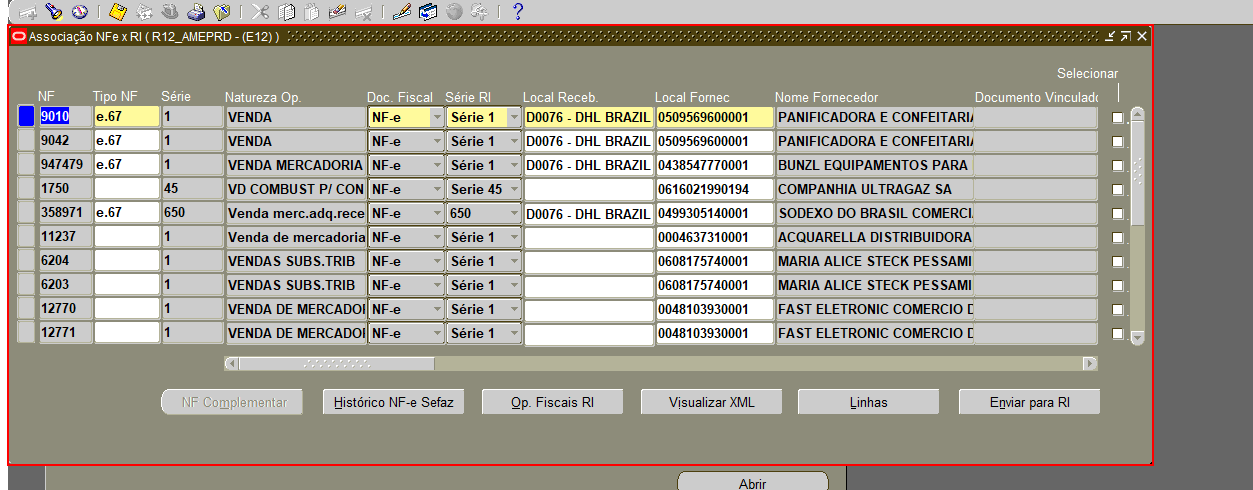 Associação NFe x RI ( R12_AMEPRD - (E12) )
Selecionar
NF Tipo NF Série Natureza Op. Doc. Fiscal Série RI Local Receb. Local Fornec Nome Fornecedor Documento Vinculado
9010 e.67 1 VENDA NF-e Série 1 D0076 - DHL BRAZIL 0509569600001 PANIFICADORA E CONFEITARIA
9042 e.67 1 VENDA NF-e Série 1 D0076 - DHL BRAZIL 0509569600001 PANIFICADORA E CONFEITARIA
947479 e.67 1 VENDA MERCADORIA NF-e Série 1 D0076 - DHL BRAZIL 0438547770001 BUNZL EQUIPAMENTOS PARA
1750 45 VD COMBUST P/ CON NF-e Serie 45 0616021990194 COMPANHIA ULTRAGAZ SA
358971 e.67 650 Venda merc.adq.rece NF-e 650 D0076 - DHL BRAZIL 0499305140001 SODEXO DO BRASIL COMERCI
11237 1 Venda de mercadoria NF-e Série 1 0004637310001 ACQUARELLA DISTRIBUIDORA
6204 1 VENDAS SUBS.TRIB NF-e Série 1 0608175740001 MARIA ALICE STECK PESSAMI
6203 1 VENDAS SUBS.TRIB NF-e Série 1 0608175740001 MARIA ALICE STECK PESSAMI
12770 1 VENDA DE MERCADOI NF-e Série 1 0048103930001 FAST ELETRONIC COMERCIO D
12771 1 VENDA DE MERCADOI NF-e Série 1 0048103930001 FAST ELETRONIC COMERCIO D
NF Complementar Histórico NF-e Sefaz Op. Fiscais RI Visualizar XML Linhas Enviar para RI
Abrir